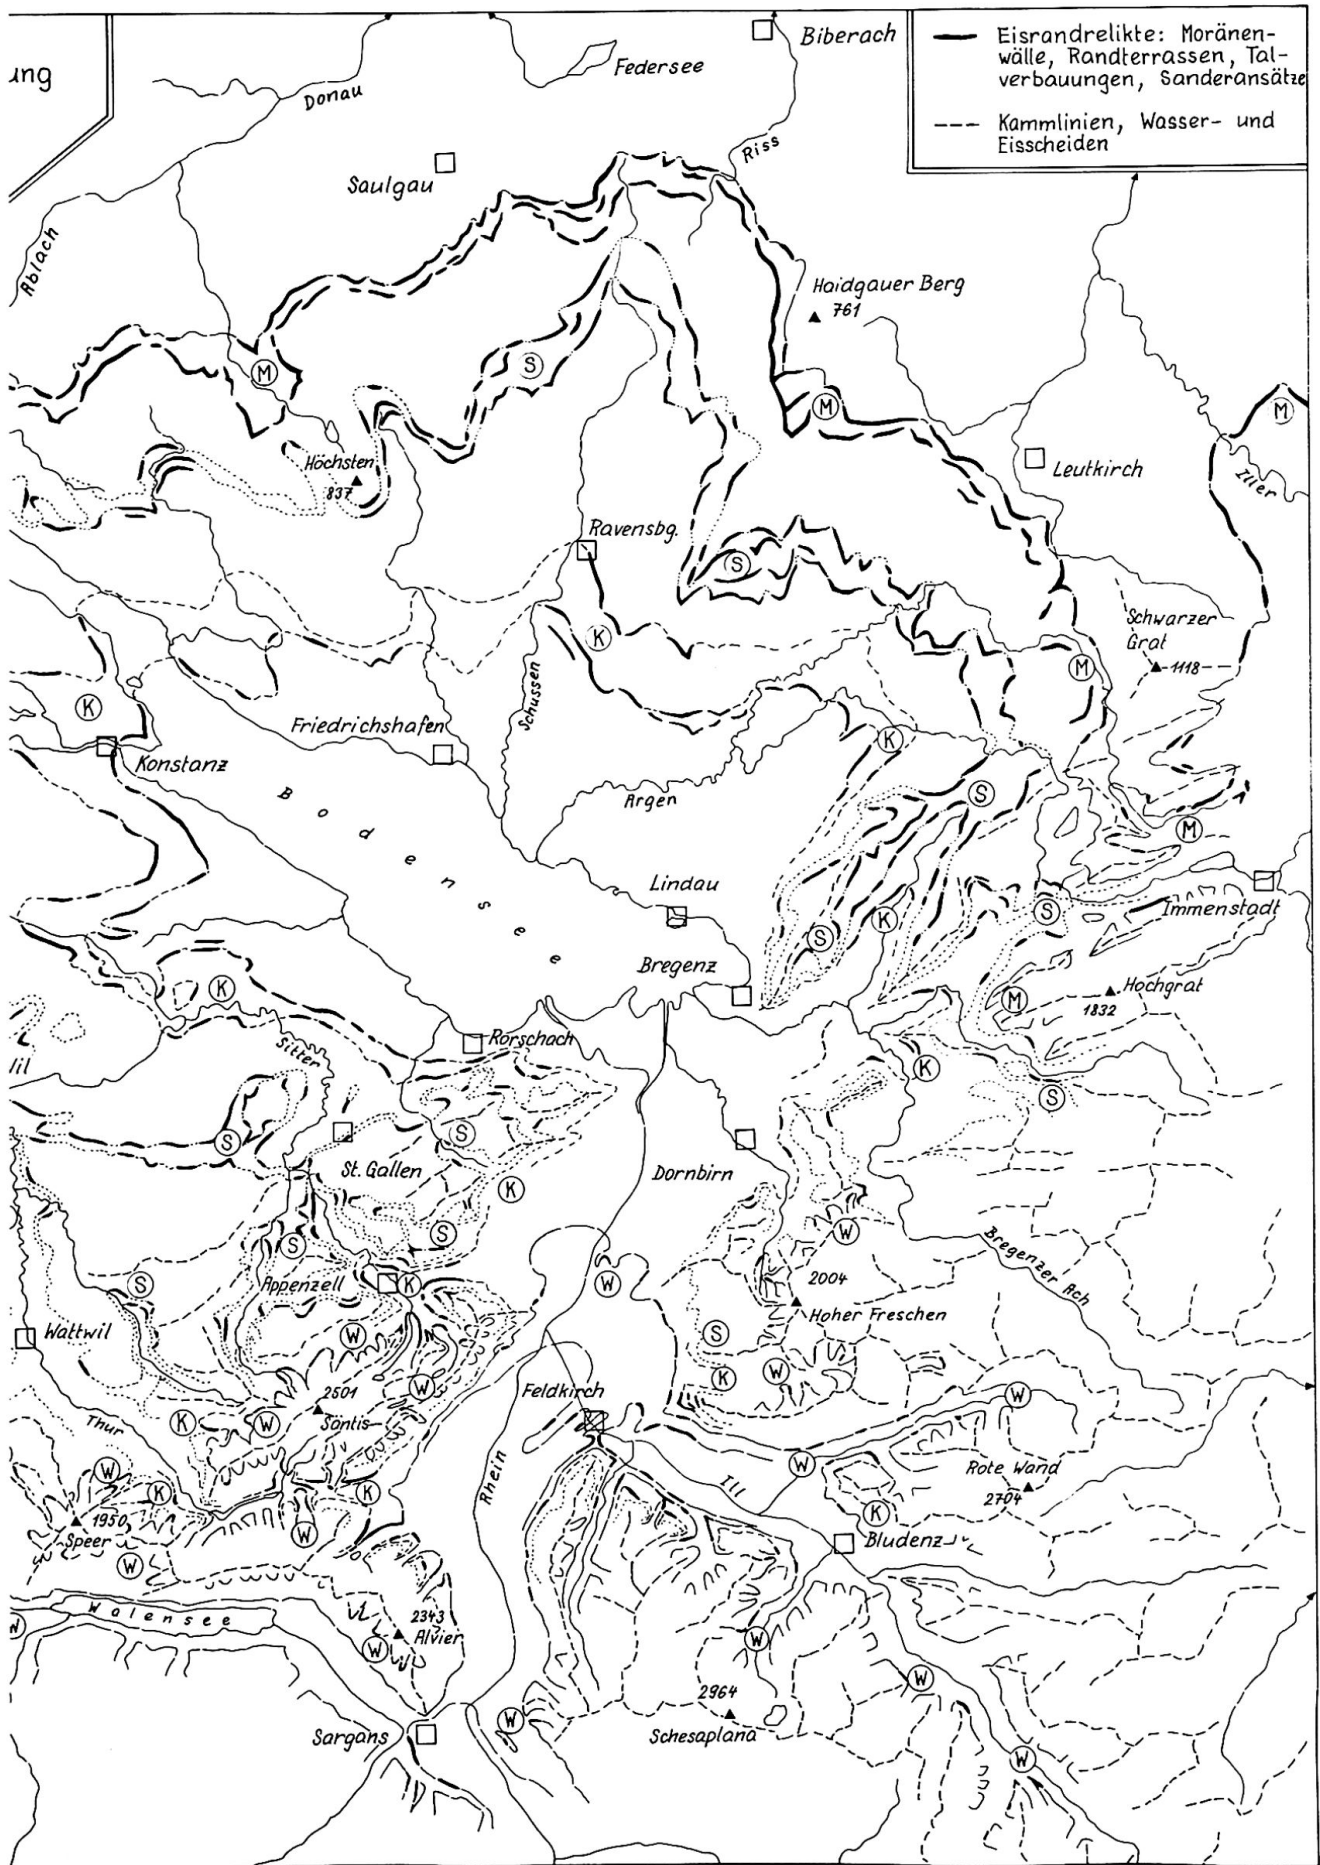 ung
Eisrandrelikte: Moränen-
wälle, Randterrassen, Tal-
verbauungen, Sanderansätze
Kammlinien, Wasser- und
Eisscheiden
Biberach
Federsee
Donau
Riss
Saulgau
Ablach
Haidgauer Berg
761
S
M
M
M
Höchsten
837
Leutkirch
Iller
Ravensbg.
S
Schwarzer
Grat
1118
K
M
K
Schussen
Friedrichshafen
K
Konstanz
Argen
S
Bodensee
M
Lindau
Immenstadt
S
K
S
Bregenz
K
Hochgrat
1832
M
Sitter
Rorschach
K
lil
S
S
S
St. Gallen
Dornbirn
K
S
S
W
Bregenzer Ach
S
Appenzell
K
W
2004
Hoher Freschen
Wattwil
W
S
K
W
2501
Säntis
W
Feldkirch
W
Thur
K
W
W
K
K
Rhein
Ill
W
Rote Wand
2704
1950
Speer
W
K
Bludenz
W
Walensee
W
2343
Alvier
W
W
W
2964
Schesaplana
W
Sargans
W